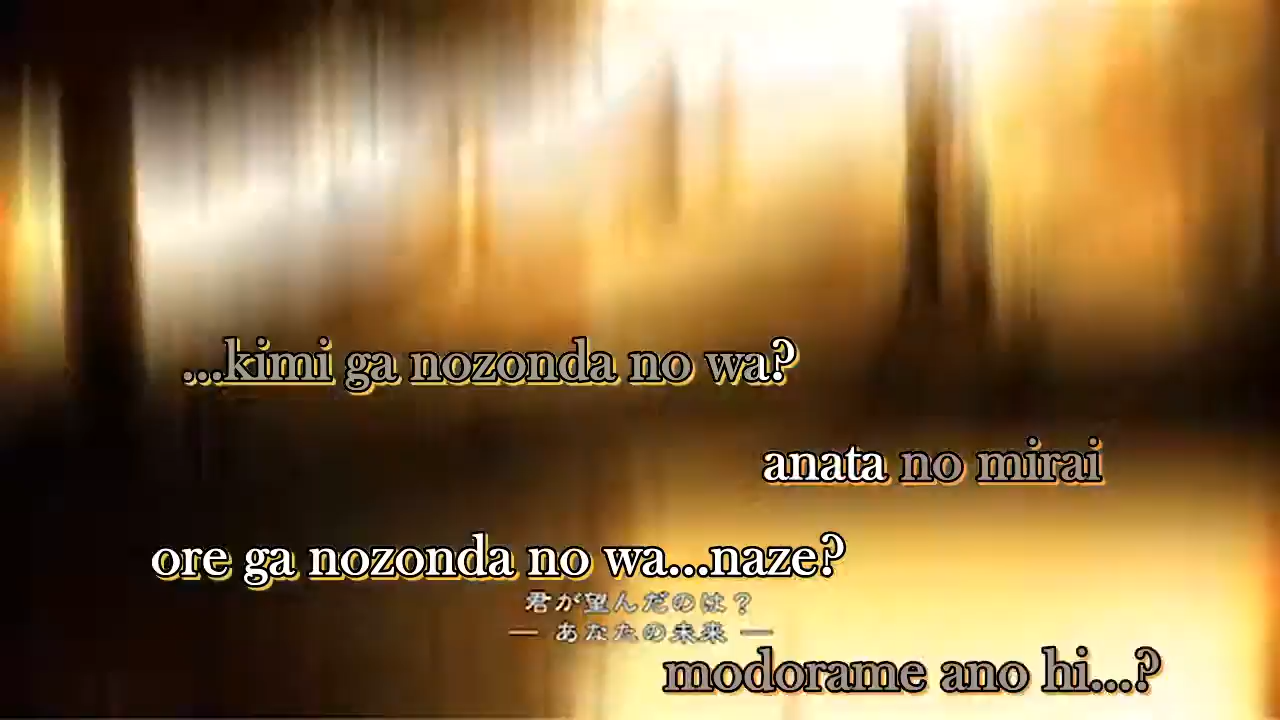 ...kimi ga nozonda no wa?
anata no mirai
ore ga nozonda no wa...naze?
君が望んだのは？
― あなたの未来 ―
modorame ano hi...?